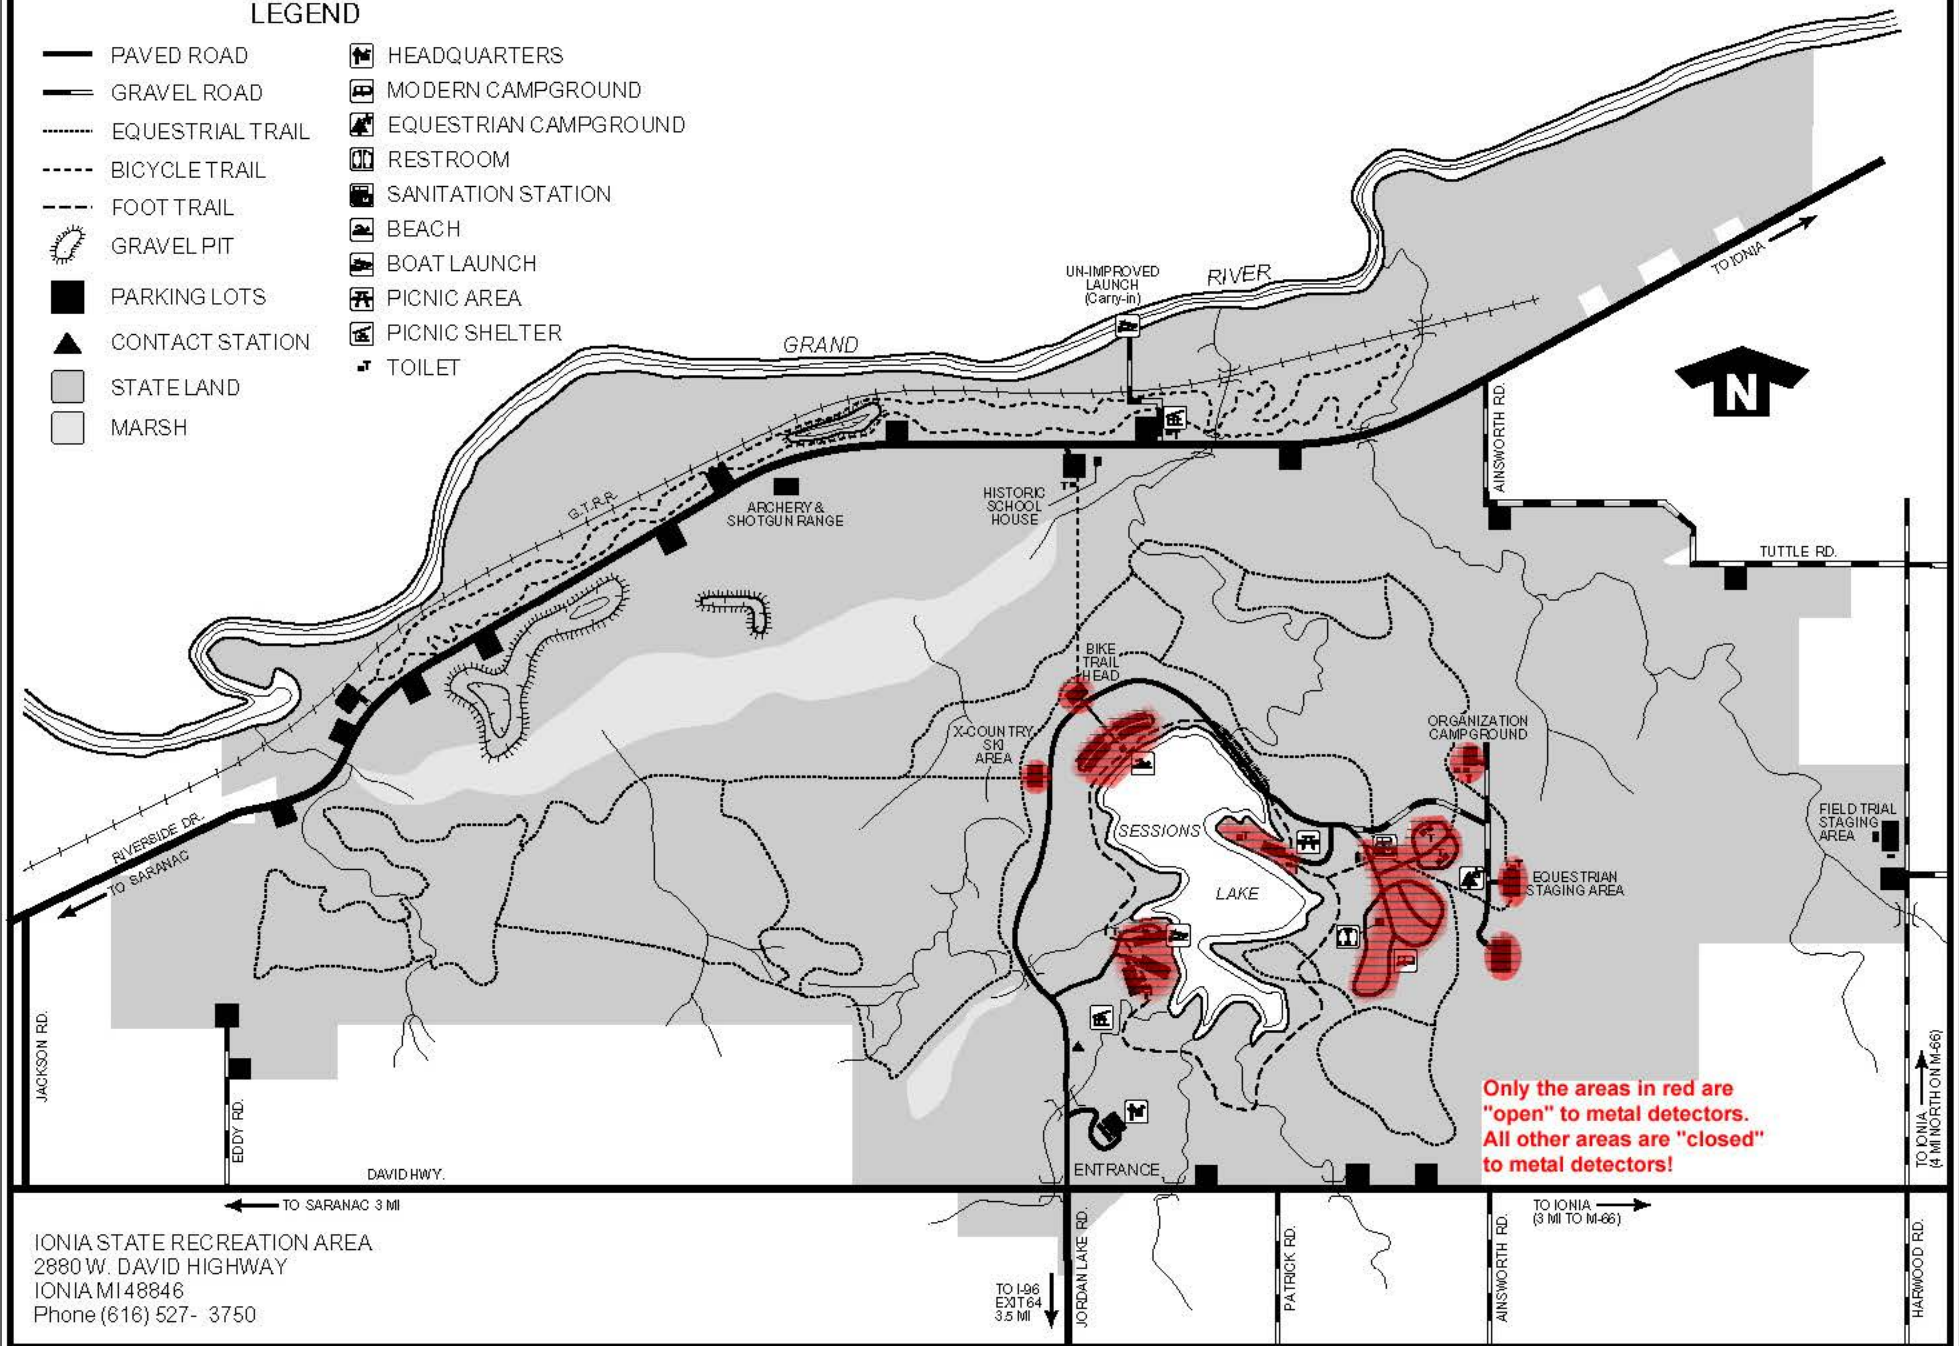 LEGEND
PAVED ROAD
GRAVEL ROAD
EQUESTRIAL TRAIL
BICYCLE TRAIL
FOOT TRAIL
GRAVEL PIT
PARKING LOTS
CONTACT STATION
STATE LAND
MARSH
HEADQUARTERS
MODERN CAMPGROUND
EQUESTRIAN CAMPGROUND
RESTROOM
SANITATION STATION
BEACH
BOAT LAUNCH
PICNIC AREA
PICNIC SHELTER
TOILET
UN-IMPROVED
LAUNCH
(Carry-in)
RIVER
GRAND
TO IONIA
N
AINSWORTH RD.
G.T.R.R.
ARCHERY &
SHOTGUN RANGE
HISTORIC
SCHOOL
HOUSE
TUTTLE RD.
BIKE
TRAIL
HEAD
X-COUNTRY
SKI
AREA
ORGANIZATION
CAMPGROUND
SESSIONS
LAKE
FIELD TRIAL
STAGING
AREA
EQUESTRIAN
STAGING AREA
RIVERSIDE DR.
TO SARANAC
JACKSON RD.
EDDY RD.
DAVID HWY.
ENTRANCE
Only the areas in red are
"open" to metal detectors.
All other areas are "closed"
to metal detectors!
TO IONIA
(4 MI NORTH ON M-66)
TO SARANAC 3 MI
TO IONIA
(3 MI TO M-66)
IONIA STATE RECREATION AREA
2880 W. DAVID HIGHWAY
IONIA MI 48846
Phone (616) 527- 3750
TO I-96
EXIT 64
3.5 MI
JORDAN LAKE RD.
PATRICK RD.
AINSWORTH RD.
HARWOOD RD.